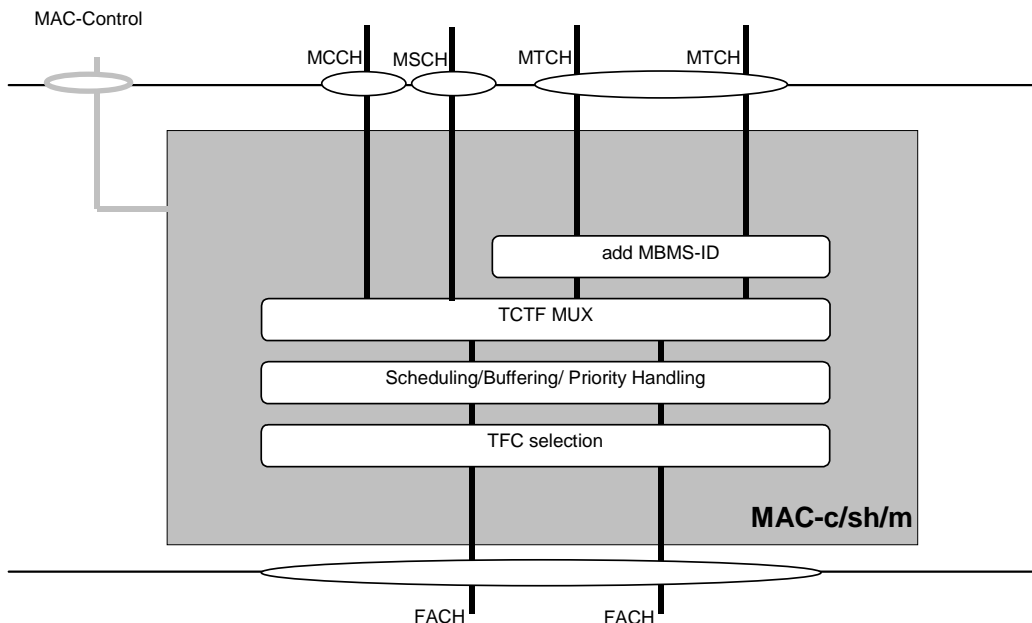 MAC-Control
MCCH MSCH MTCH MTCH
add MBMS-ID
TCTF MUX
Scheduling/Buffering/ Priority Handling
TFC selection
MAC-c/sh/m
FACH FACH